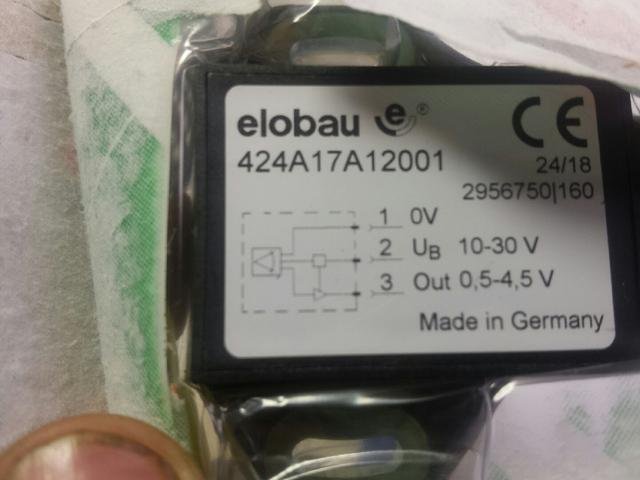 elobau e ®
CE
424A17A12001
24/18
2956750|160
1 0V
2 UB 10-30 V
3 Out 0,5-4,5 V
Made in Germany